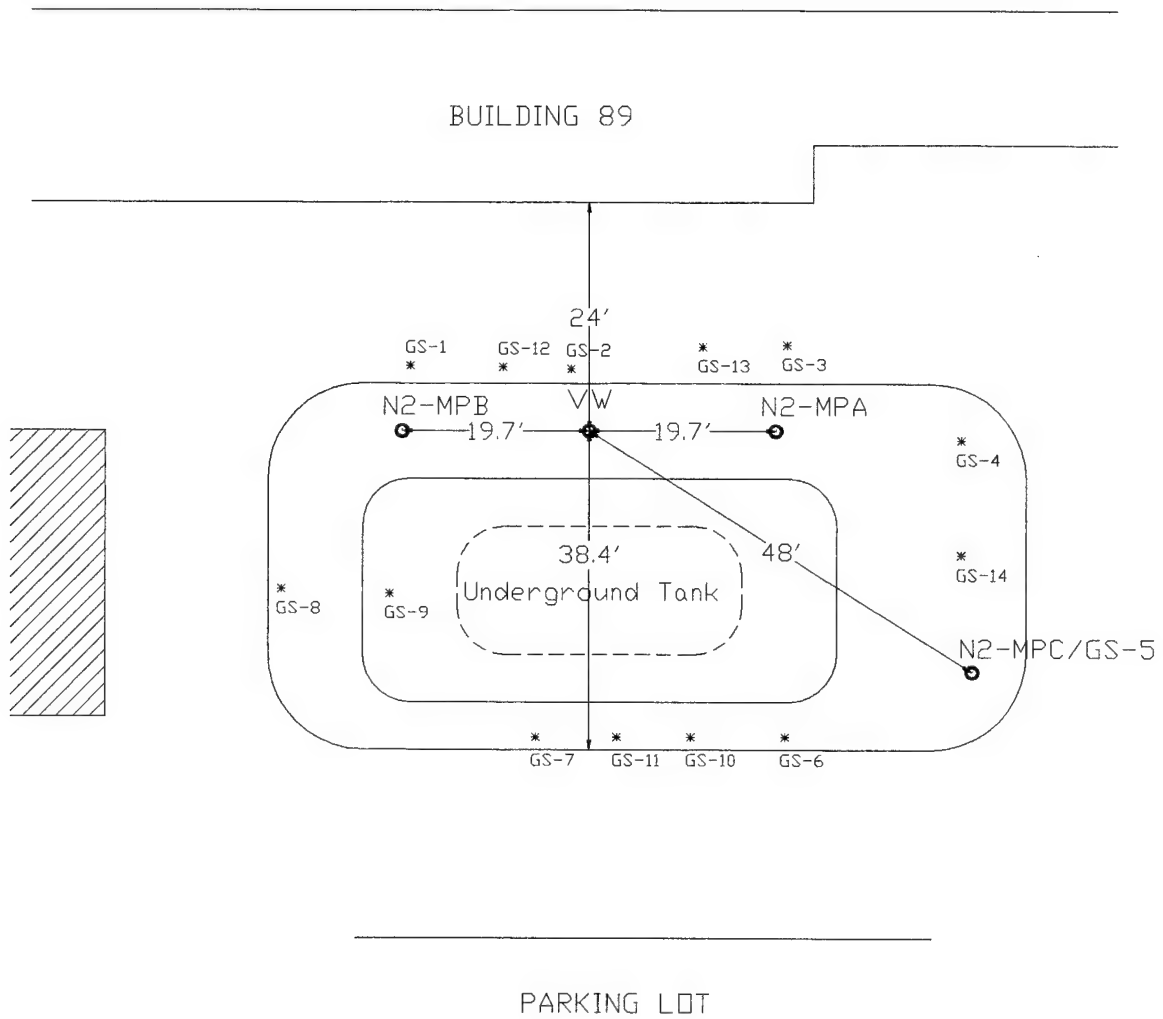 BUILDING 89
24'
GS-1
GS-12
GS-2
GS-13
GS-3
VW
N2-MPB
N2-MPA
19.7'
19.7'
GS-4
38.4'
48'
GS-14
Underground Tank
GS-8
GS-9
N2-MPC/GS-5
GS-7
GS-11
GS-10
GS-6
PARKING LOT